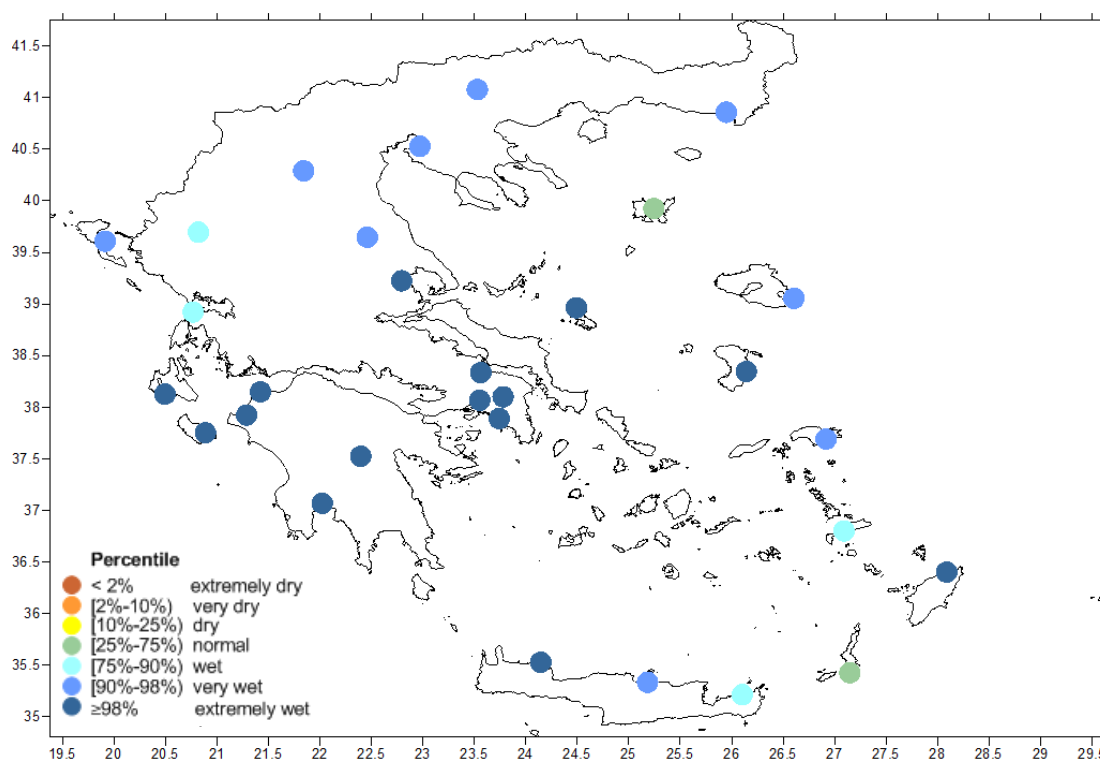 41.5
41
40.5
40
39.5
39
38.5
38
37.5
37
36.5
36
35.5
35
Percentile
< 2% extremely dry
[2%-10%) very dry
[10%-25%) dry
[25%-75%) normal
[75%-90%) wet
[90%-98%) very wet
≥98% extremely wet
19.5 20 20.5 21 21.5 22 22.5 23 23.5 24 24.5 25 25.5 26 26.5 27 27.5 28 28.5 29 29.5